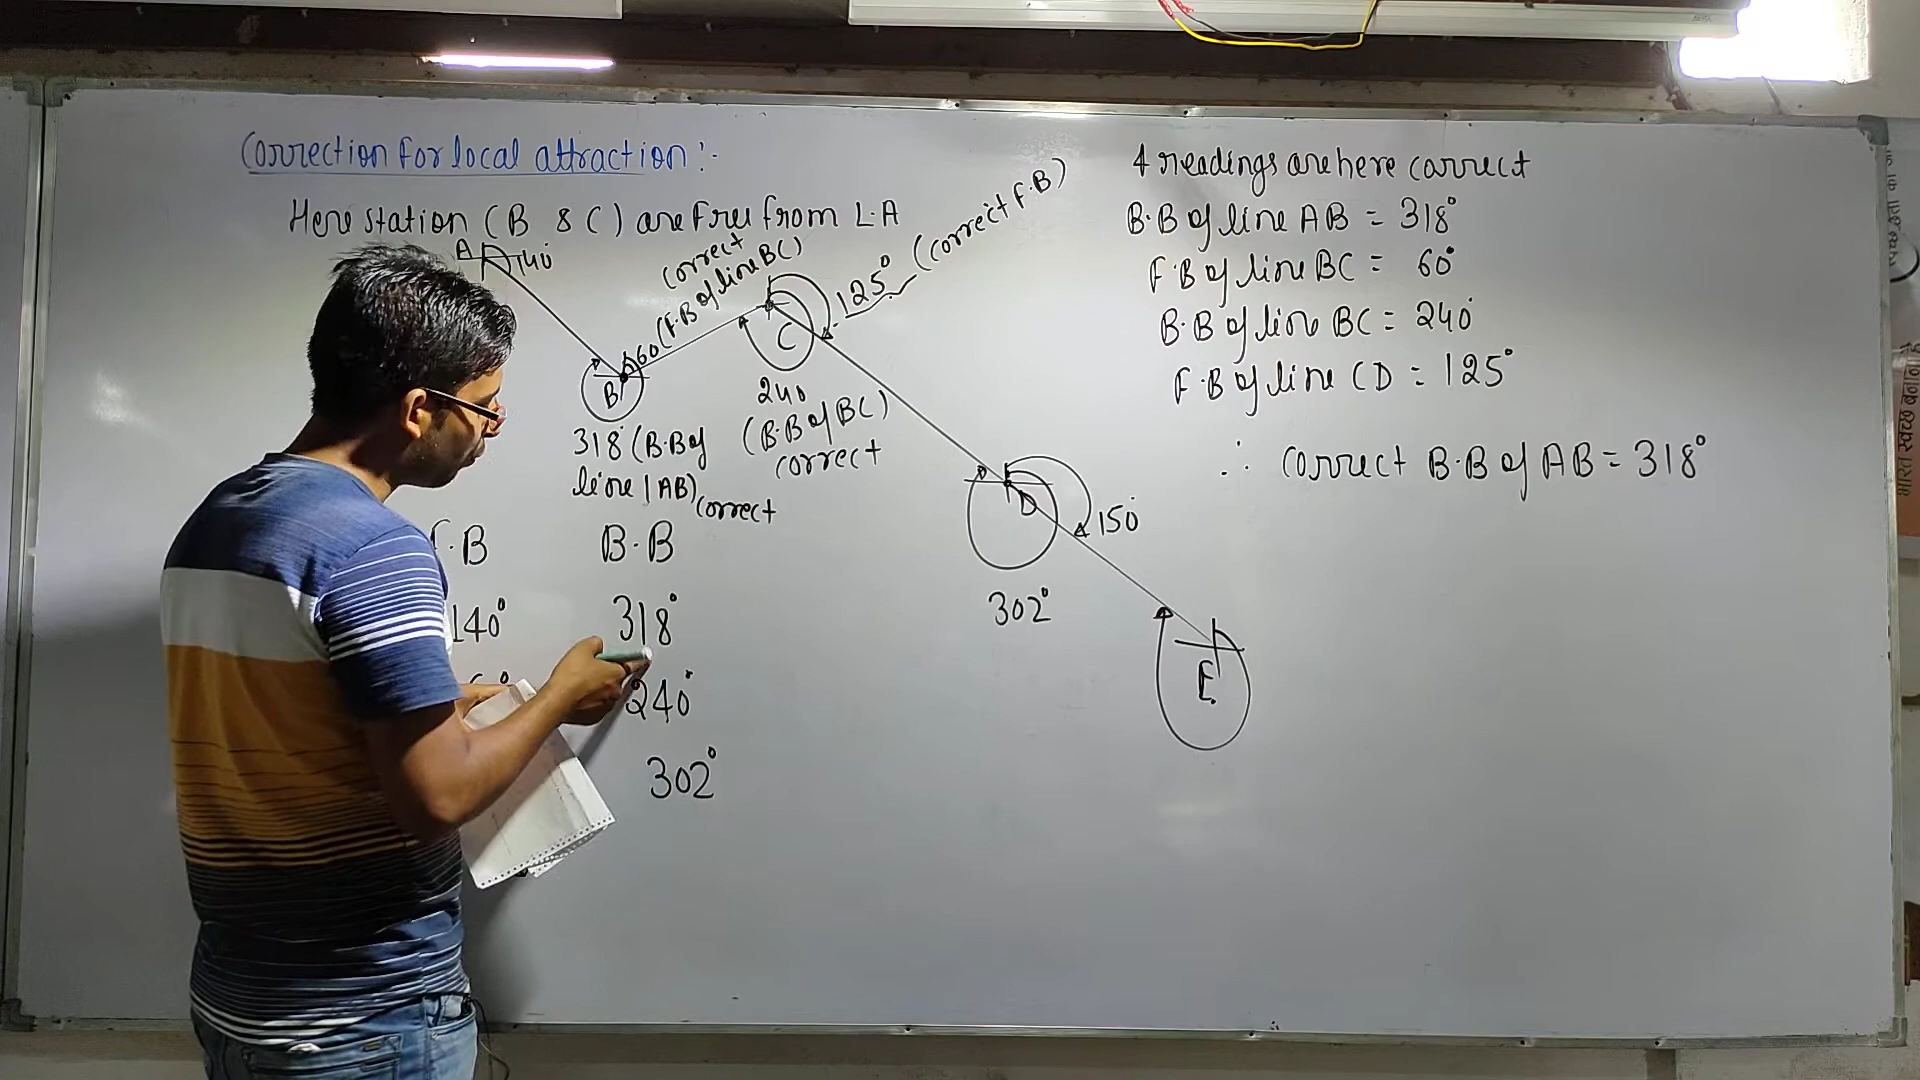 Correction for local attraction :-
Here station (B & C) are free from L.A
A 140°
correct
(F.B of line BC)
60°
125° (correct F.B)
B
C
240
(B.B of BC)
correct
318° (B.B of
line AB) correct
D
150°
302°
E
F.B B.B
140° 318°
240°
302°
4 readings are here correct
B.B of line AB = 318°
F.B of line BC = 60°
B.B of line BC = 240°
F.B of line CD = 125°
∴ correct B.B of AB = 318°